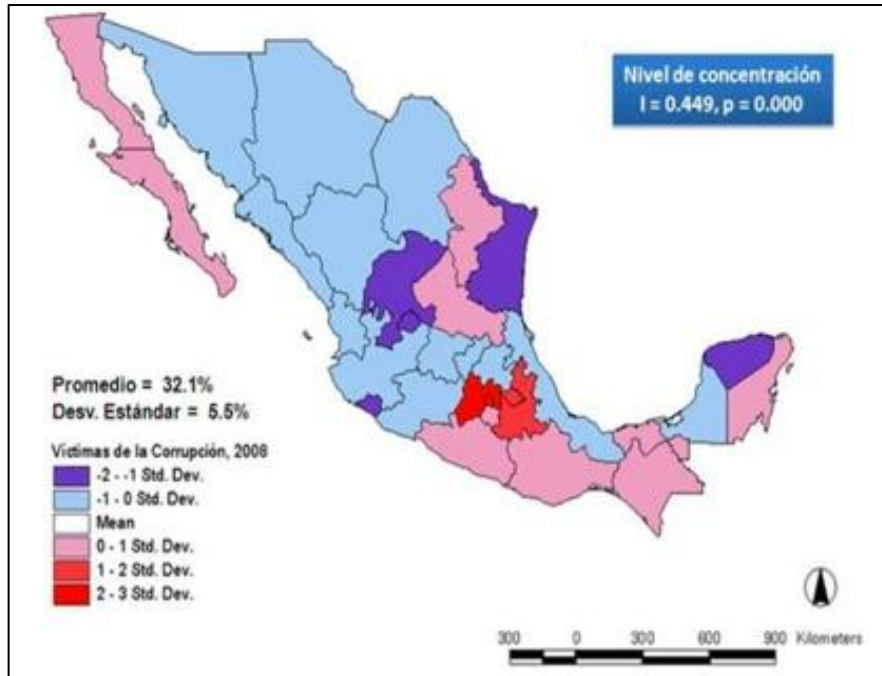 Nivel de concentración
I = 0.449, p = 0.000
Promedio = 32.1%
Desv. Estándar = 5.5%
Victimas de la Corrupción, 2008
-2 - -1 Std. Dev.
-1 - 0 Std. Dev.
Mean
0 - 1 Std. Dev.
1 - 2 Std. Dev.
2 - 3 Std. Dev.
300 0 300 600 900 Kilometers